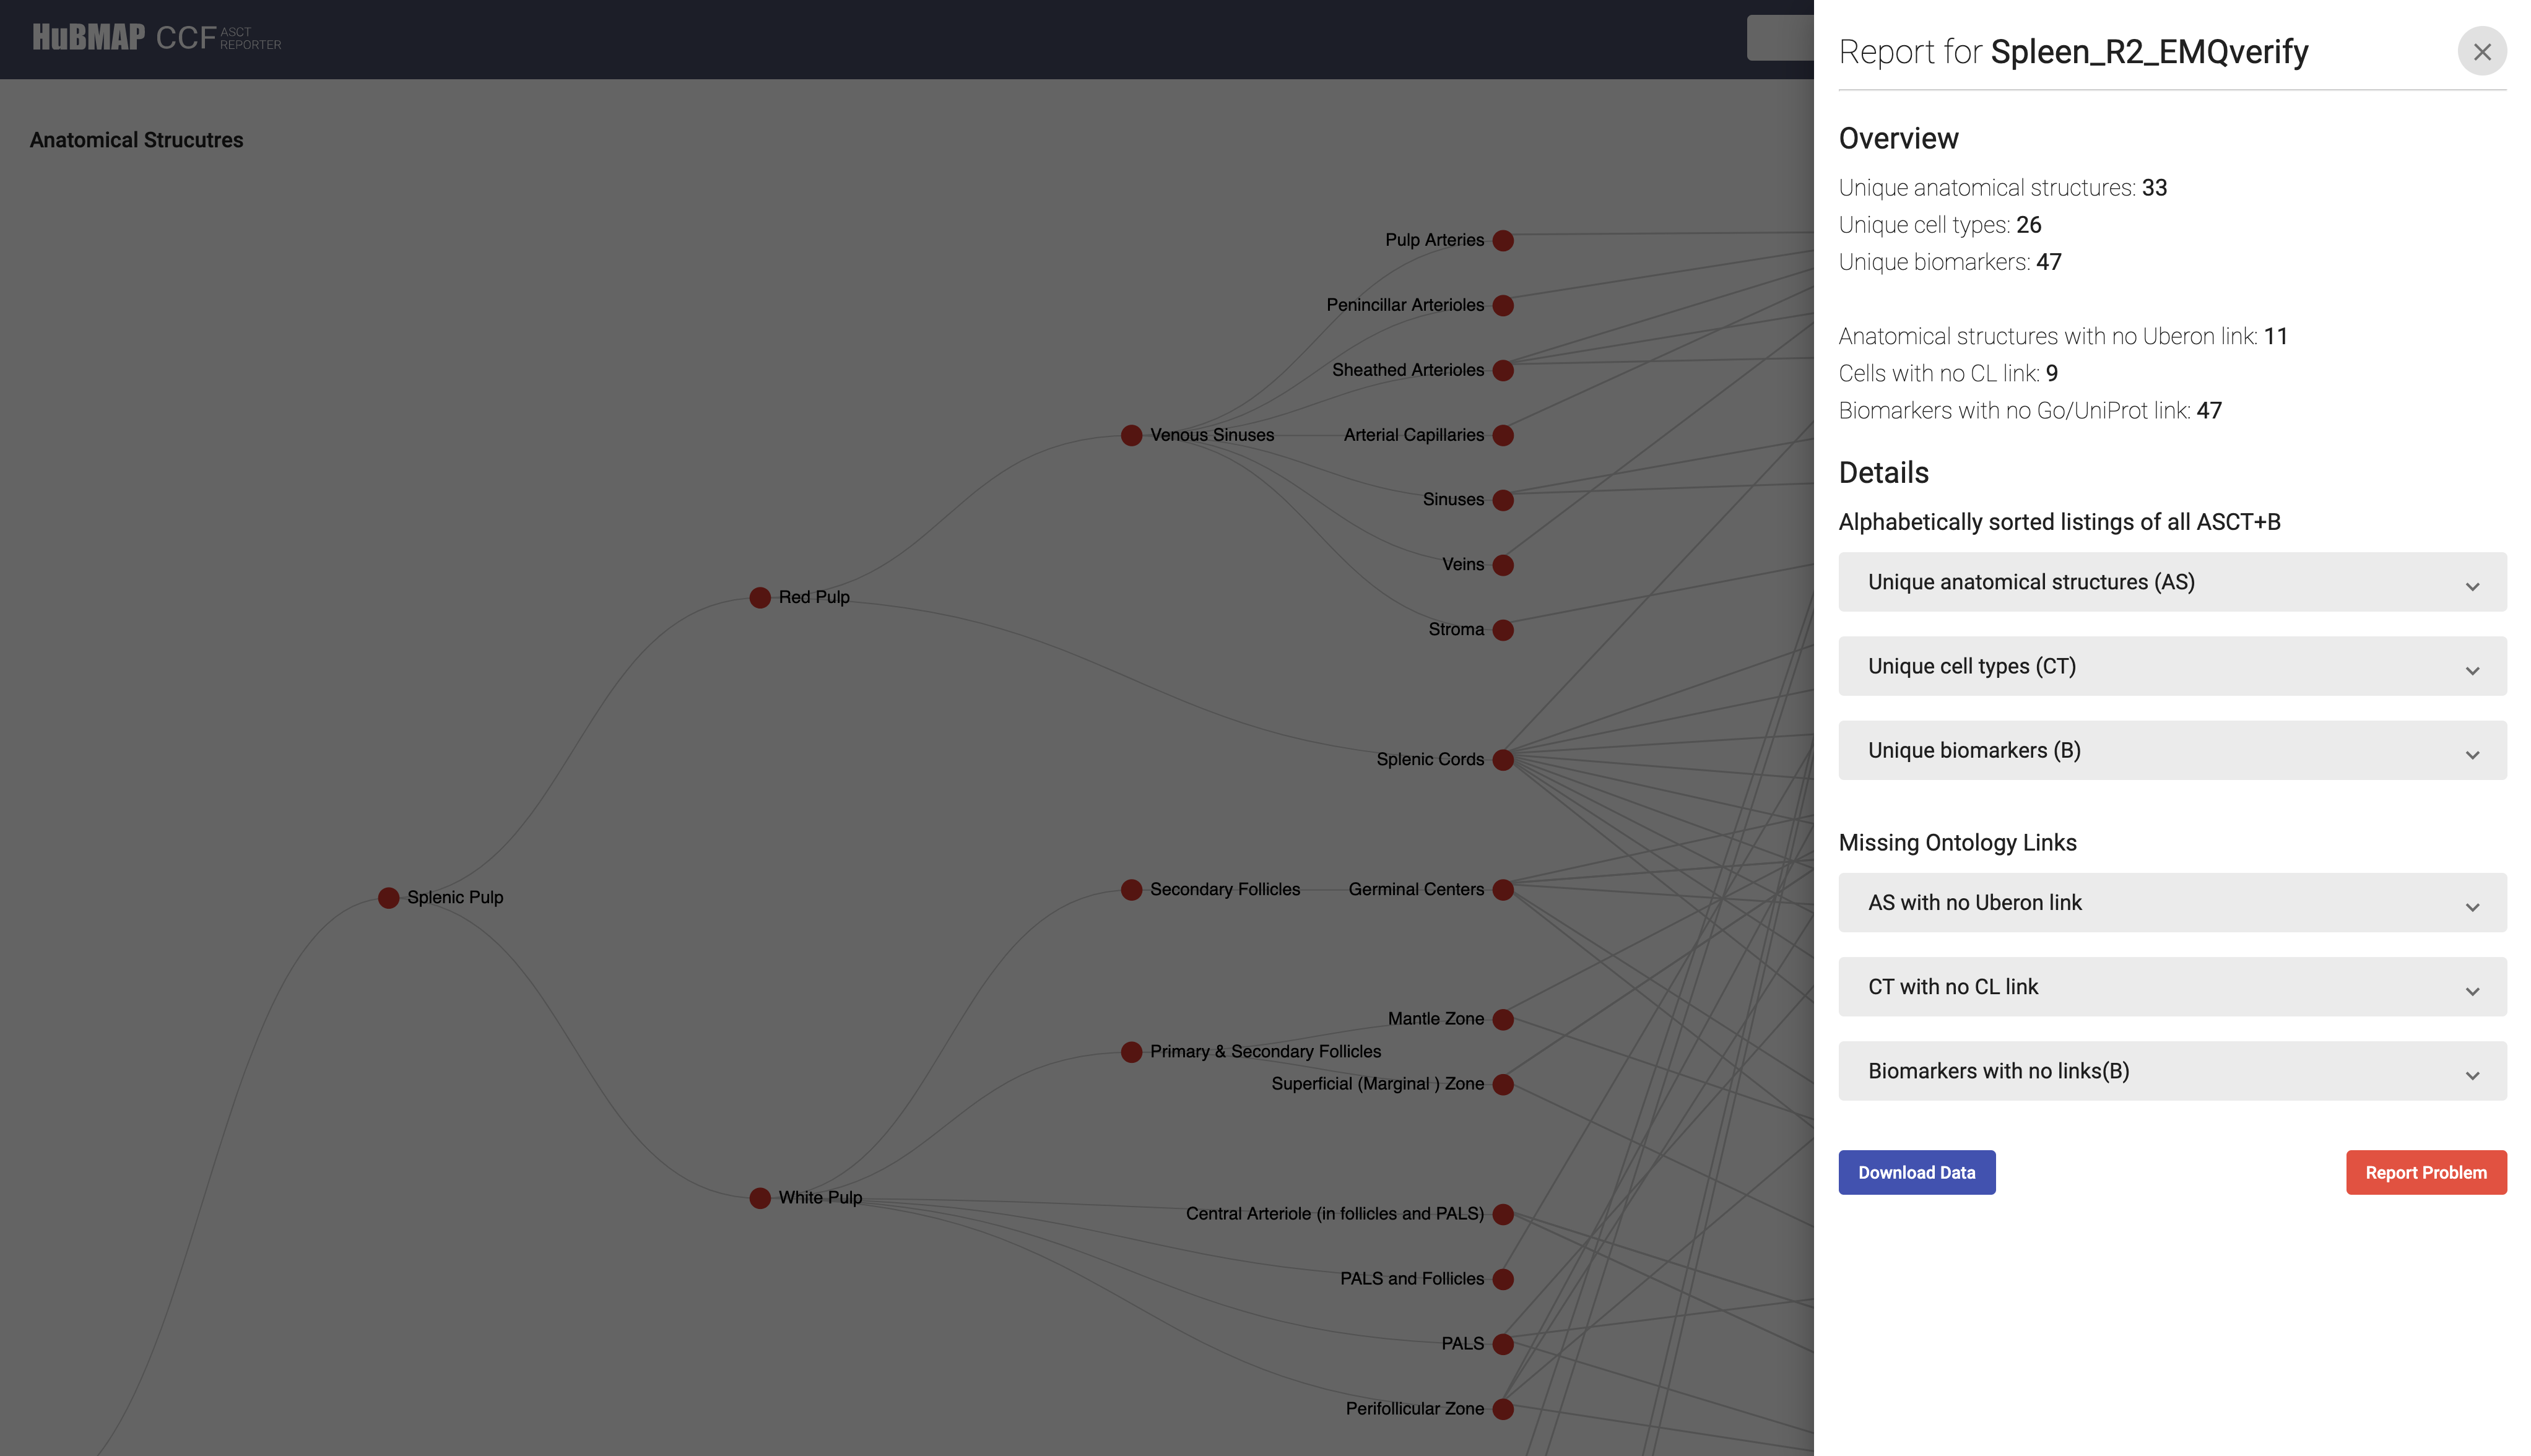 HuBMAP CCF ASCT
REPORTER
Anatomical Strucutres
Pulp Arteries
Penincillar Arterioles
Sheathed Arterioles
Venous Sinuses
Arterial Capillaries
Sinuses
Veins
Red Pulp
Stroma
Splenic Cords
Splenic Pulp
Secondary Follicles
Germinal Centers
Mantle Zone
Primary & Secondary Follicles
Superficial (Marginal ) Zone
White Pulp
Central Arteriole (in follicles and PALS)
PALS and Follicles
PALS
Perifollicular Zone
Report for Spleen_R2_EMQverify
Overview
Unique anatomical structures: 33
Unique cell types: 26
Unique biomarkers: 47
Anatomical structures with no Uberon link: 11
Cells with no CL link: 9
Biomarkers with no Go/UniProt link: 47
Details
Alphabetically sorted listings of all ASCT+B
Unique anatomical structures (AS)
Unique cell types (CT)
Unique biomarkers (B)
Missing Ontology Links
AS with no Uberon link
CT with no CL link
Biomarkers with no links(B)
Download Data
Report Problem